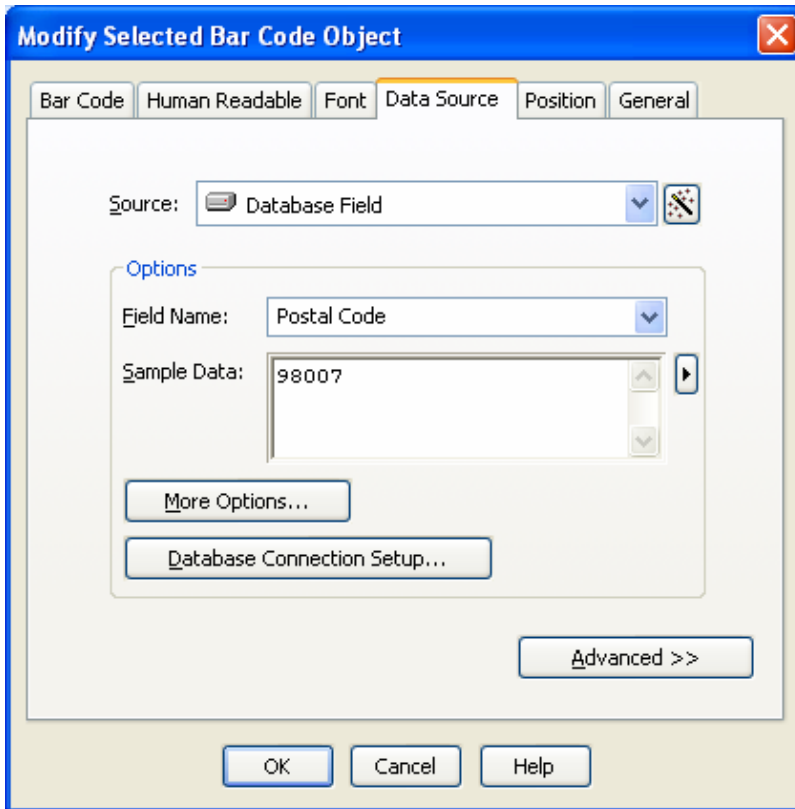 Modify Selected Bar Code Object
Bar Code Human Readable Font Data Source Position General
Source: Database Field
Options
Field Name: Postal Code
Sample Data: 98007
More Options...
Database Connection Setup...
Advanced >>
OK Cancel Help